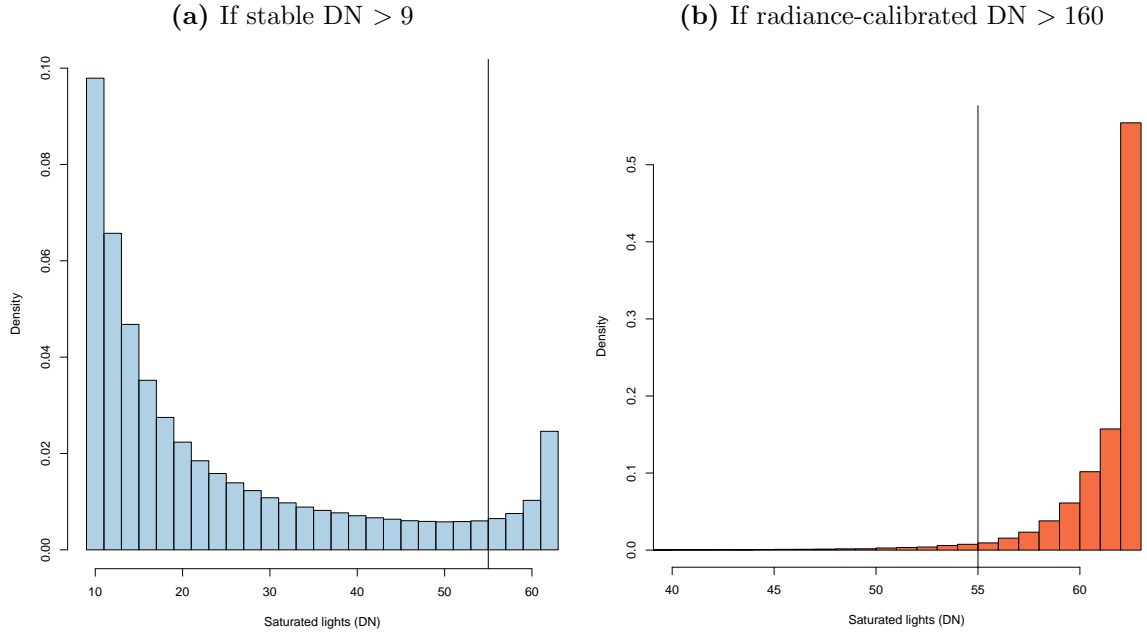 (a) If stable DN > 9
0.10
0.08
0.06
0.04
0.02
0.00
Density
10 20 30 40 50 60
Saturated lights (DN)
(b) If radiance-calibrated DN > 160
0.5
0.4
0.3
0.2
0.1
0.0
Density
40 45 50 55 60
Saturated lights (DN)